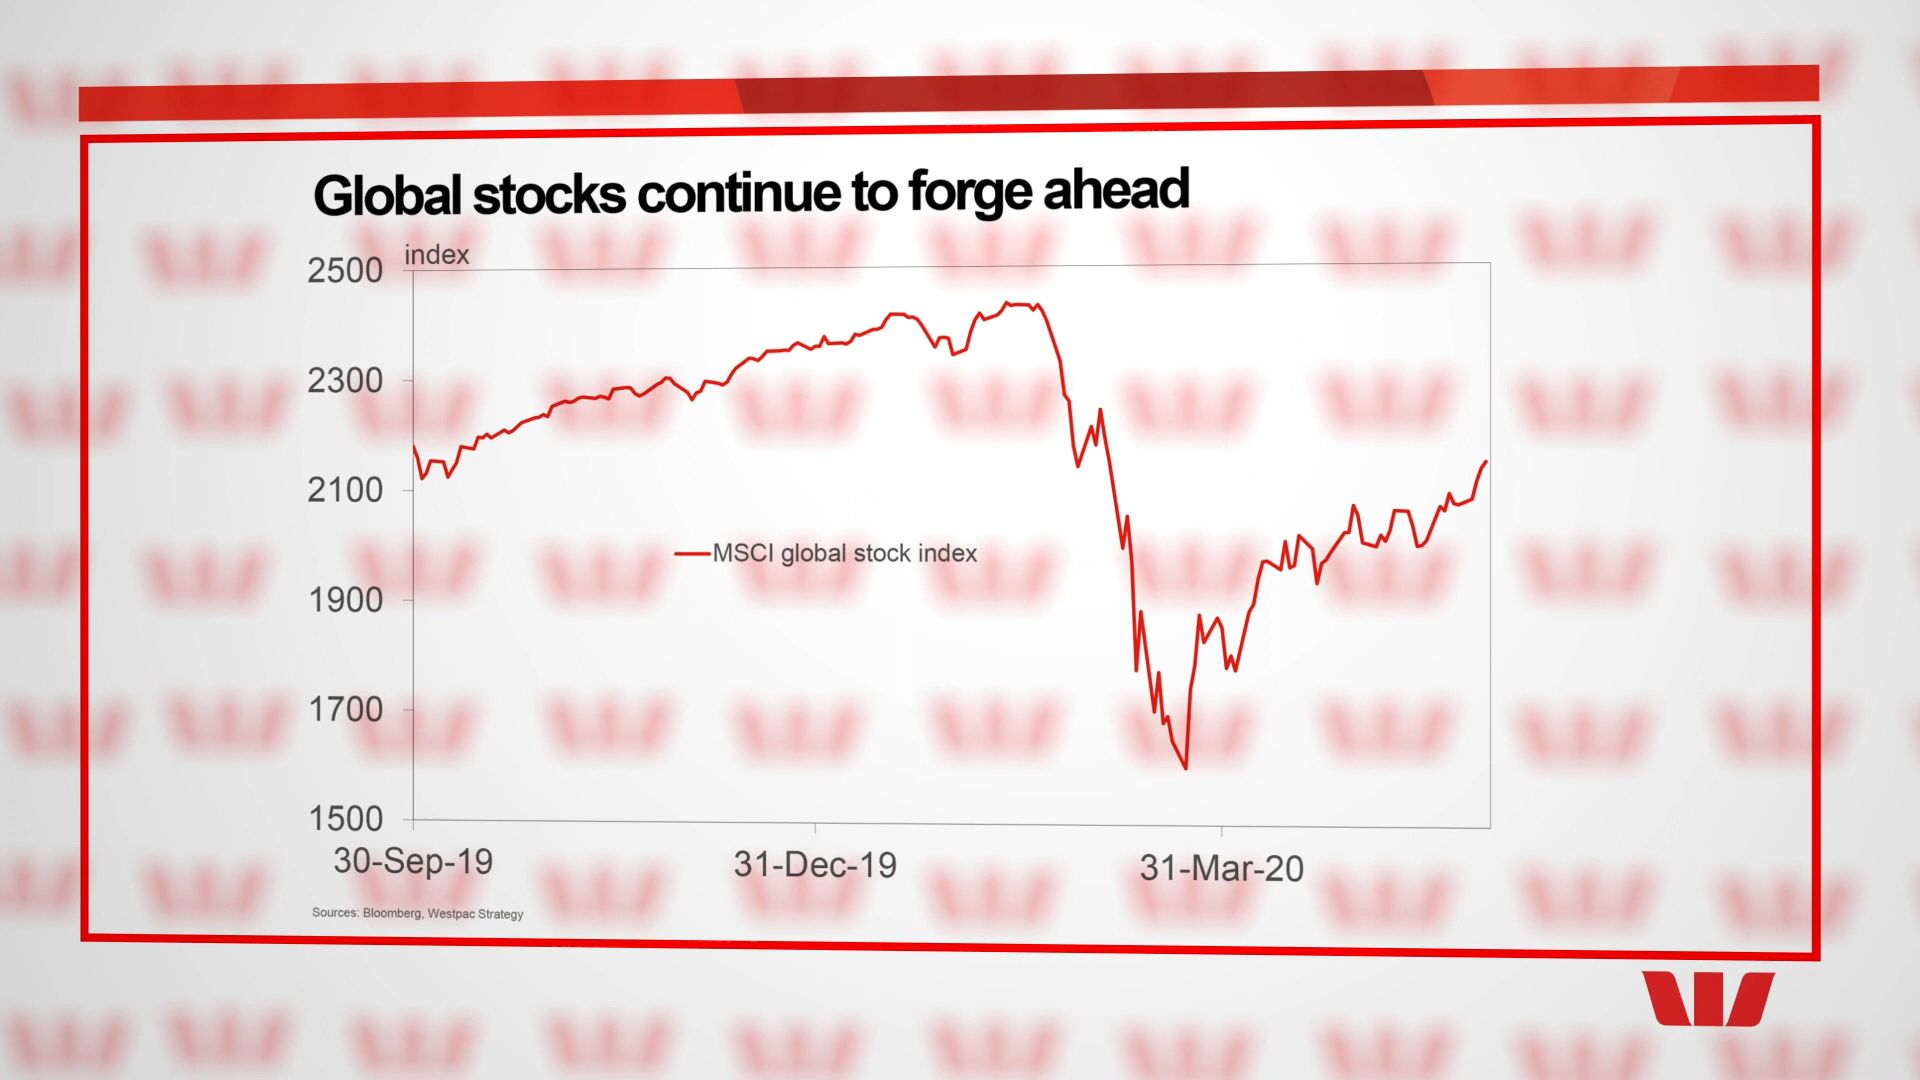 Global stocks continue to forge ahead
index
2500
2300
2100
1900
1700
1500
MSCI global stock index
30-Sep-19
31-Dec-19
31-Mar-20
Sources: Bloomberg, Westpac Strategy